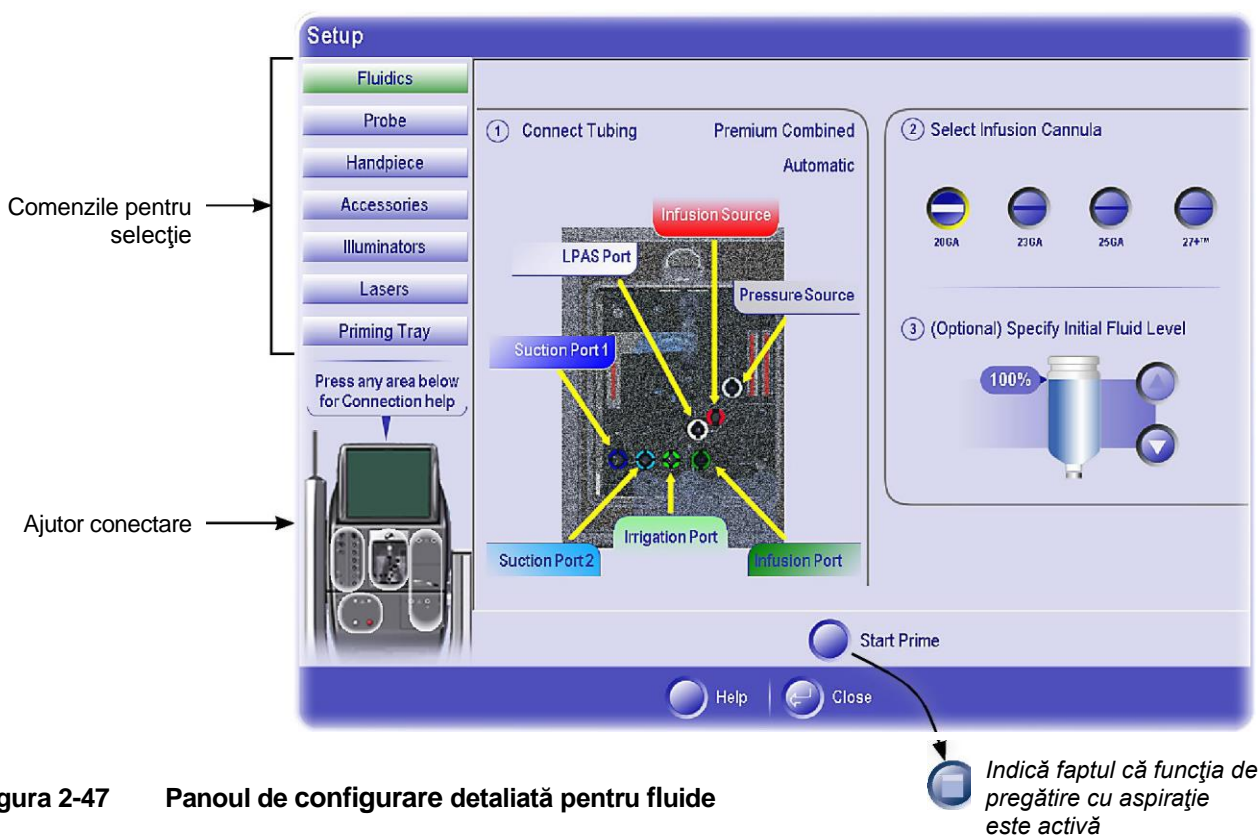 Setup
Fluidics
Probe
Handpiece
Accessories
Illuminators
Lasers
Priming Tray
Press any area below
for Connection help
Comenzile pentru
selecţie
Ajutor conectare
1 Connect Tubing
Premium Combined
Automatic
Infusion Source
LPAS Port
Pressure Source
Suction Port 1
Suction Port 2
Irrigation Port
Infusion Port
2 Select Infusion Cannula
20GA
23GA
25GA
27+™
3 (Optional) Specify Initial Fluid Level
100%
Start Prime
Help
Close
Indică faptul că funcţia de
pregătire cu aspiraţie
este activă
gura 2-47 Panoul de configurare detaliată pentru fluide